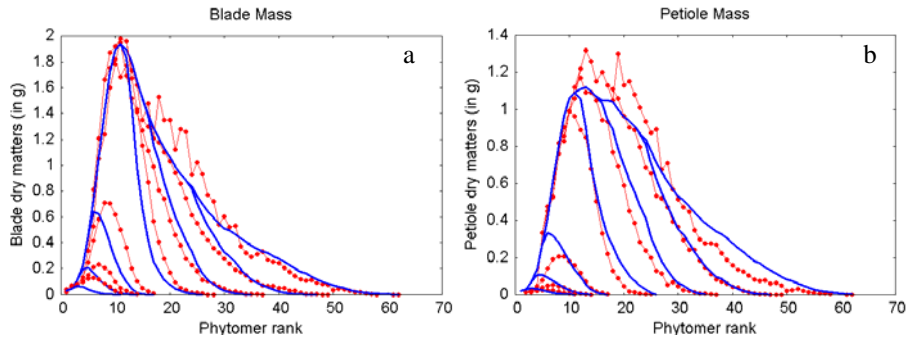 Blade Mass
a
Blade dry matters (in g)
2
1.8
1.6
1.4
1.2
1
0.8
0.6
0.4
0.2
0
0 10 20 30 40 50 60 70
Phytomer rank
Petiole Mass
b
Petiole dry matters (in g)
1.4
1.2
1
0.8
0.6
0.4
0.2
0
0 10 20 30 40 50 60 70
Phytomer rank